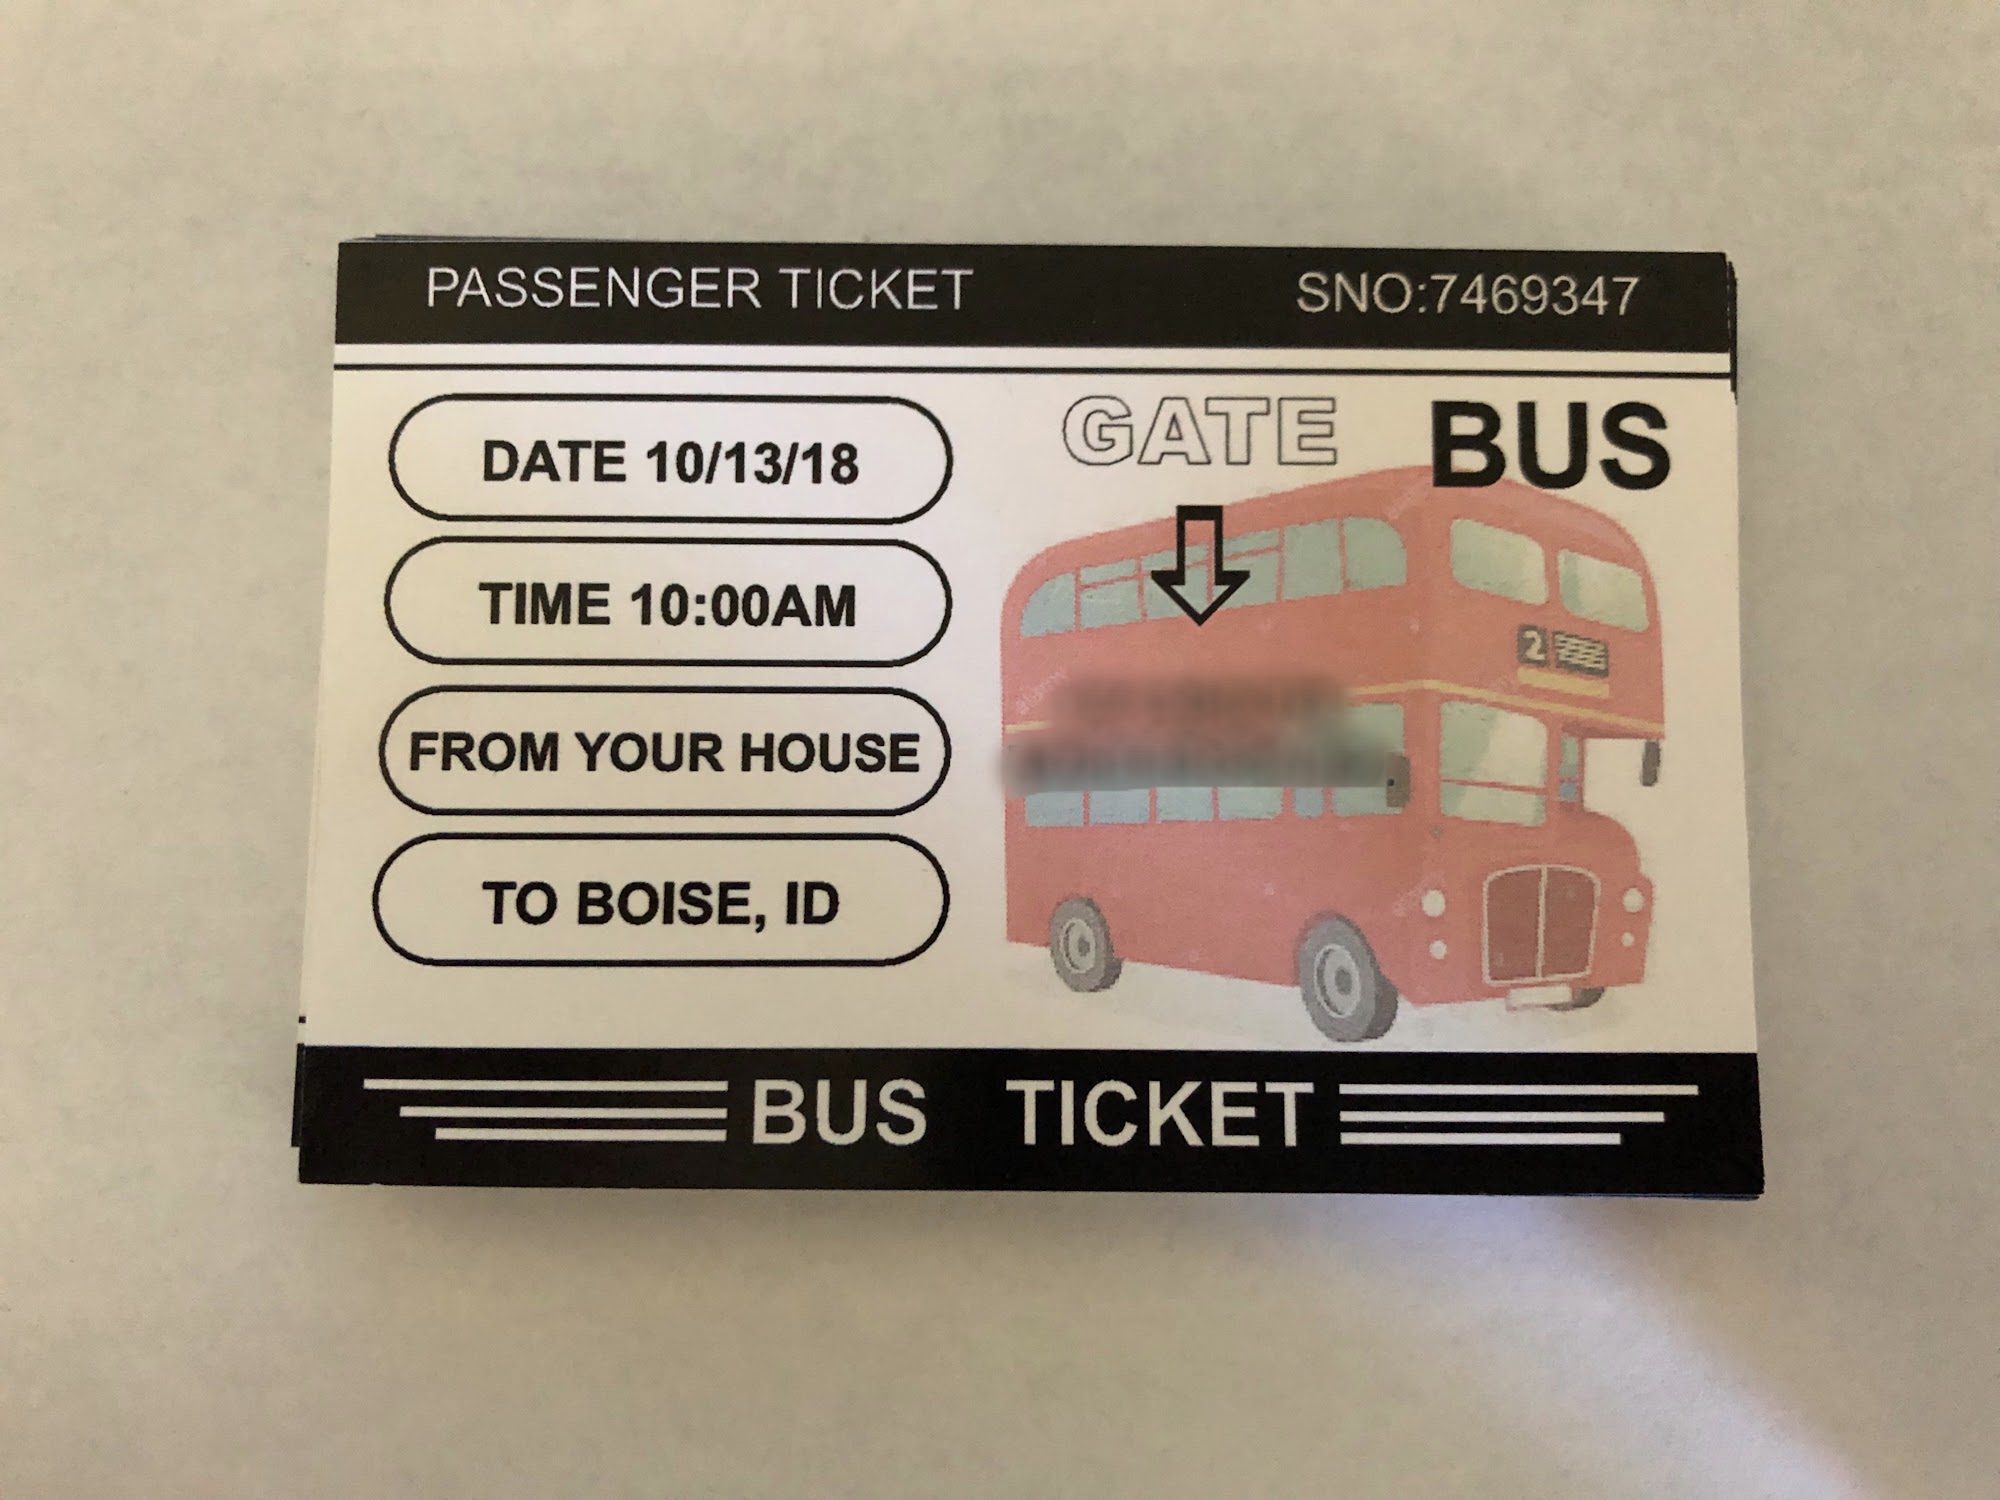 PASSENGER TICKET SNO:7469347
GATE BUS
DATE 10/13/18
TIME 10:00AM
FROM YOUR HOUSE
TO BOISE, ID
2
BUS TICKET